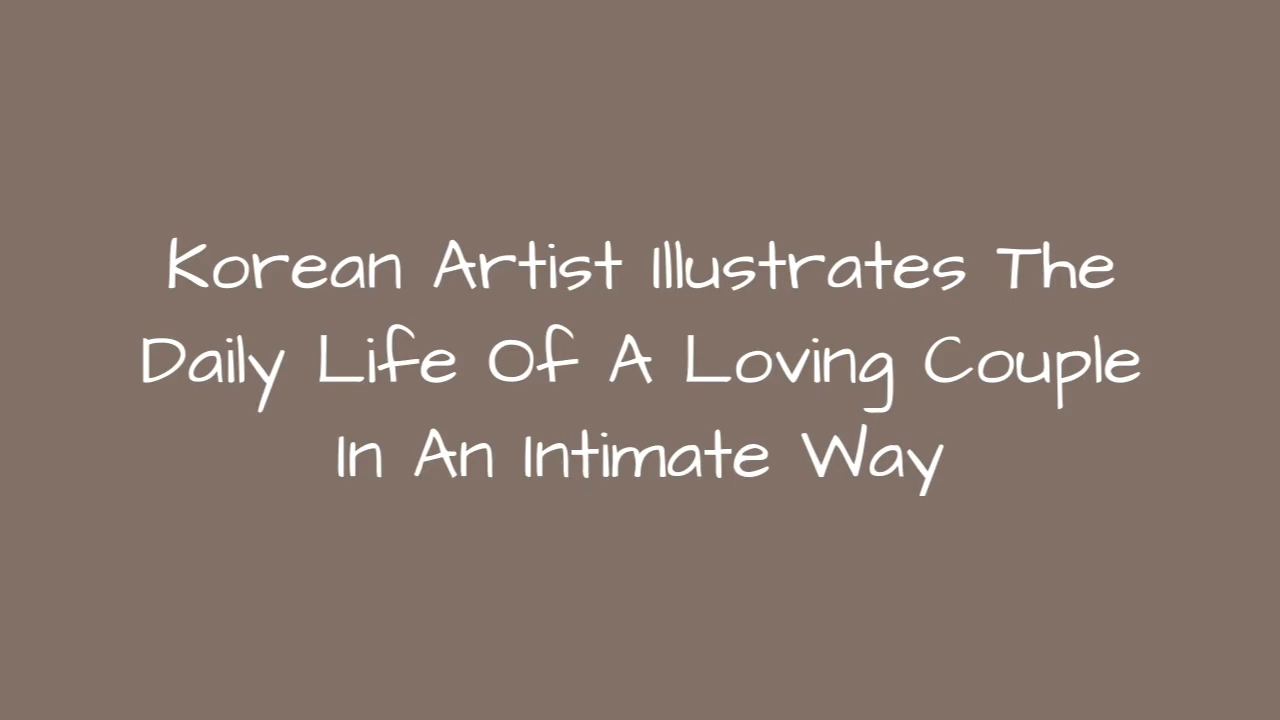 Korean Artist Illustrates The
Daily Life Of A Loving Couple
In An Intimate Way